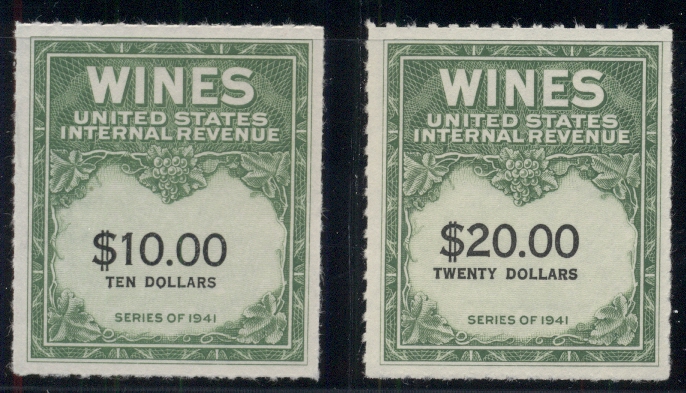 WINES
UNITED STATES
INTERNAL REVENUE
$10.00
TEN DOLLARS
SERIES OF 1941
WINES
UNITED STATES
INTERNAL REVENUE
$20.00
TWENTY DOLLARS
SERIES OF 1941